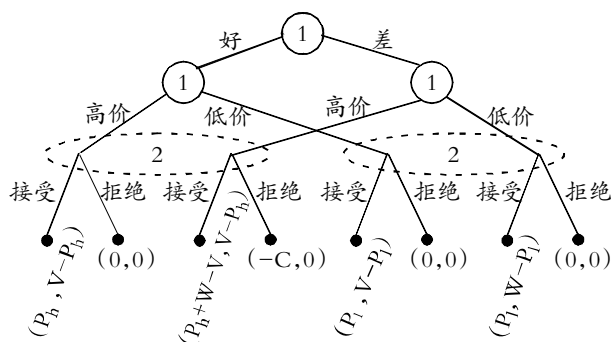 1
好
差
1
1
高价
低价
高价
低价
2
2
接受
拒绝
接受
拒绝
接受
拒绝
接受
拒绝
(Pₕ, V−Pₕ)
(0,0)
(Pₕ+W−V, V−Pₕ)
(−C,0)
(Pₗ, V−Pₗ)
(0,0)
(Pₗ, W−Pₗ)
(0,0)